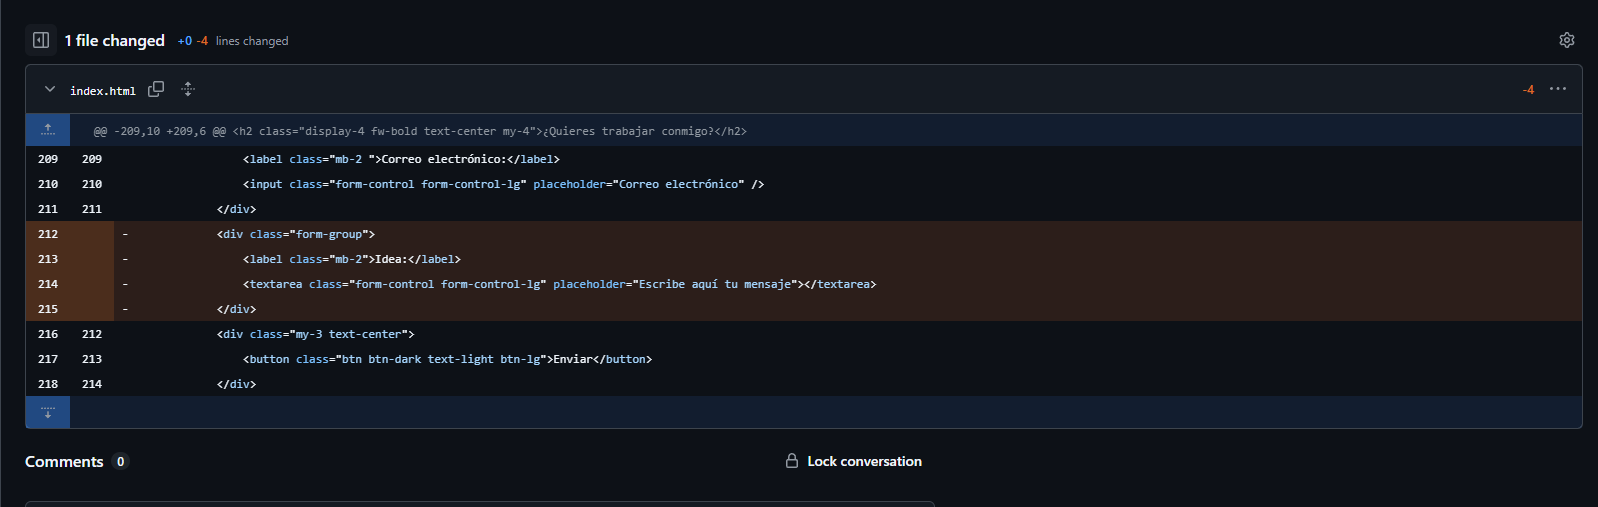 1 file changed +0 -4 lines changed
index.html -4
@@ -209,10 +209,6 @@ <h2 class="display-4 fw-bold text-center my-4">¿Quieres trabajar conmigo?</h2>
209 209 <label class="mb-2 ">Correo electrónico:</label>
210 210 <input class="form-control form-control-lg" placeholder="Correo electrónico" />
211 211 </div>
212 - <div class="form-group">
213 - <label class="mb-2">Idea:</label>
214 - <textarea class="form-control form-control-lg" placeholder="Escribe aquí tu mensaje"></textarea>
215 - </div>
216 212 <div class="my-3 text-center">
217 213 <button class="btn btn-dark text-light btn-lg">Enviar</button>
218 214 </div>
Comments 0 Lock conversation